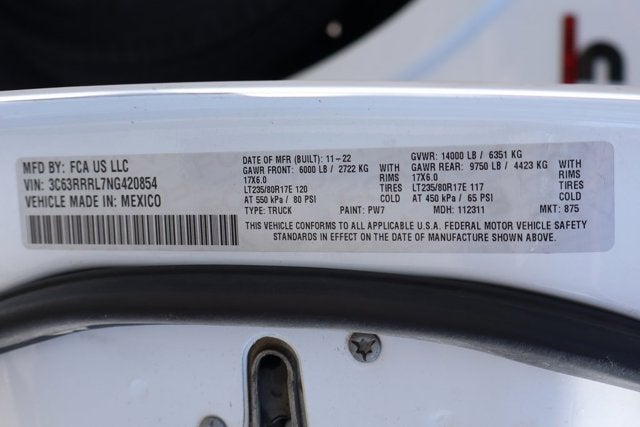 MFD BY: FCA US LLC
VIN: 3C63RRRL7NG420854
VEHICLE MADE IN: MEXICO
DATE OF MFR (BUILT): 11-22
GAWR FRONT: 6000 LB / 2722 KG WITH
17X6.0 RIMS
LT235/80R17E 120 TIRES
AT 550 kPa / 80 PSI COLD
TYPE: TRUCK PAINT: PW7
GVWR: 14000 LB / 6351 KG
GAWR REAR: 9750 LB / 4423 KG WITH
17X6.0 RIMS
LT235/80R17E 117 TIRES
AT 450 kPa / 65 PSI COLD
MDH: 112311 MKT: 875
THIS VEHICLE CONFORMS TO ALL APPLICABLE U.S.A. FEDERAL MOTOR VEHICLE SAFETY
STANDARDS IN EFFECT ON THE DATE OF MANUFACTURE SHOWN ABOVE.